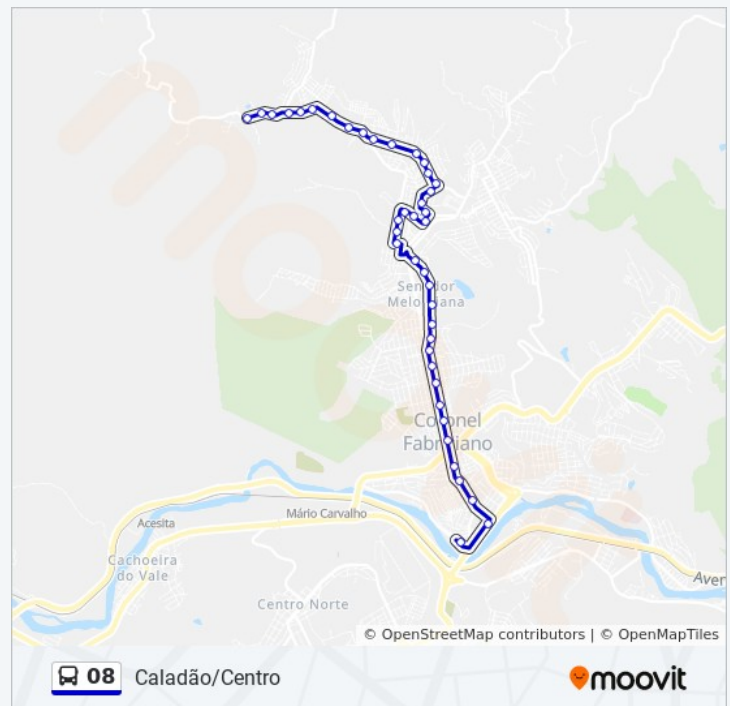 Senador
Melo Viana
Coronel
Fabriciano
Mário Carvalho
Acesita
Cachoeira
do Vale
Centro Norte
Aven
© OpenStreetMap contributors | © OpenMapTiles
08 Caladão/Centro
moovit